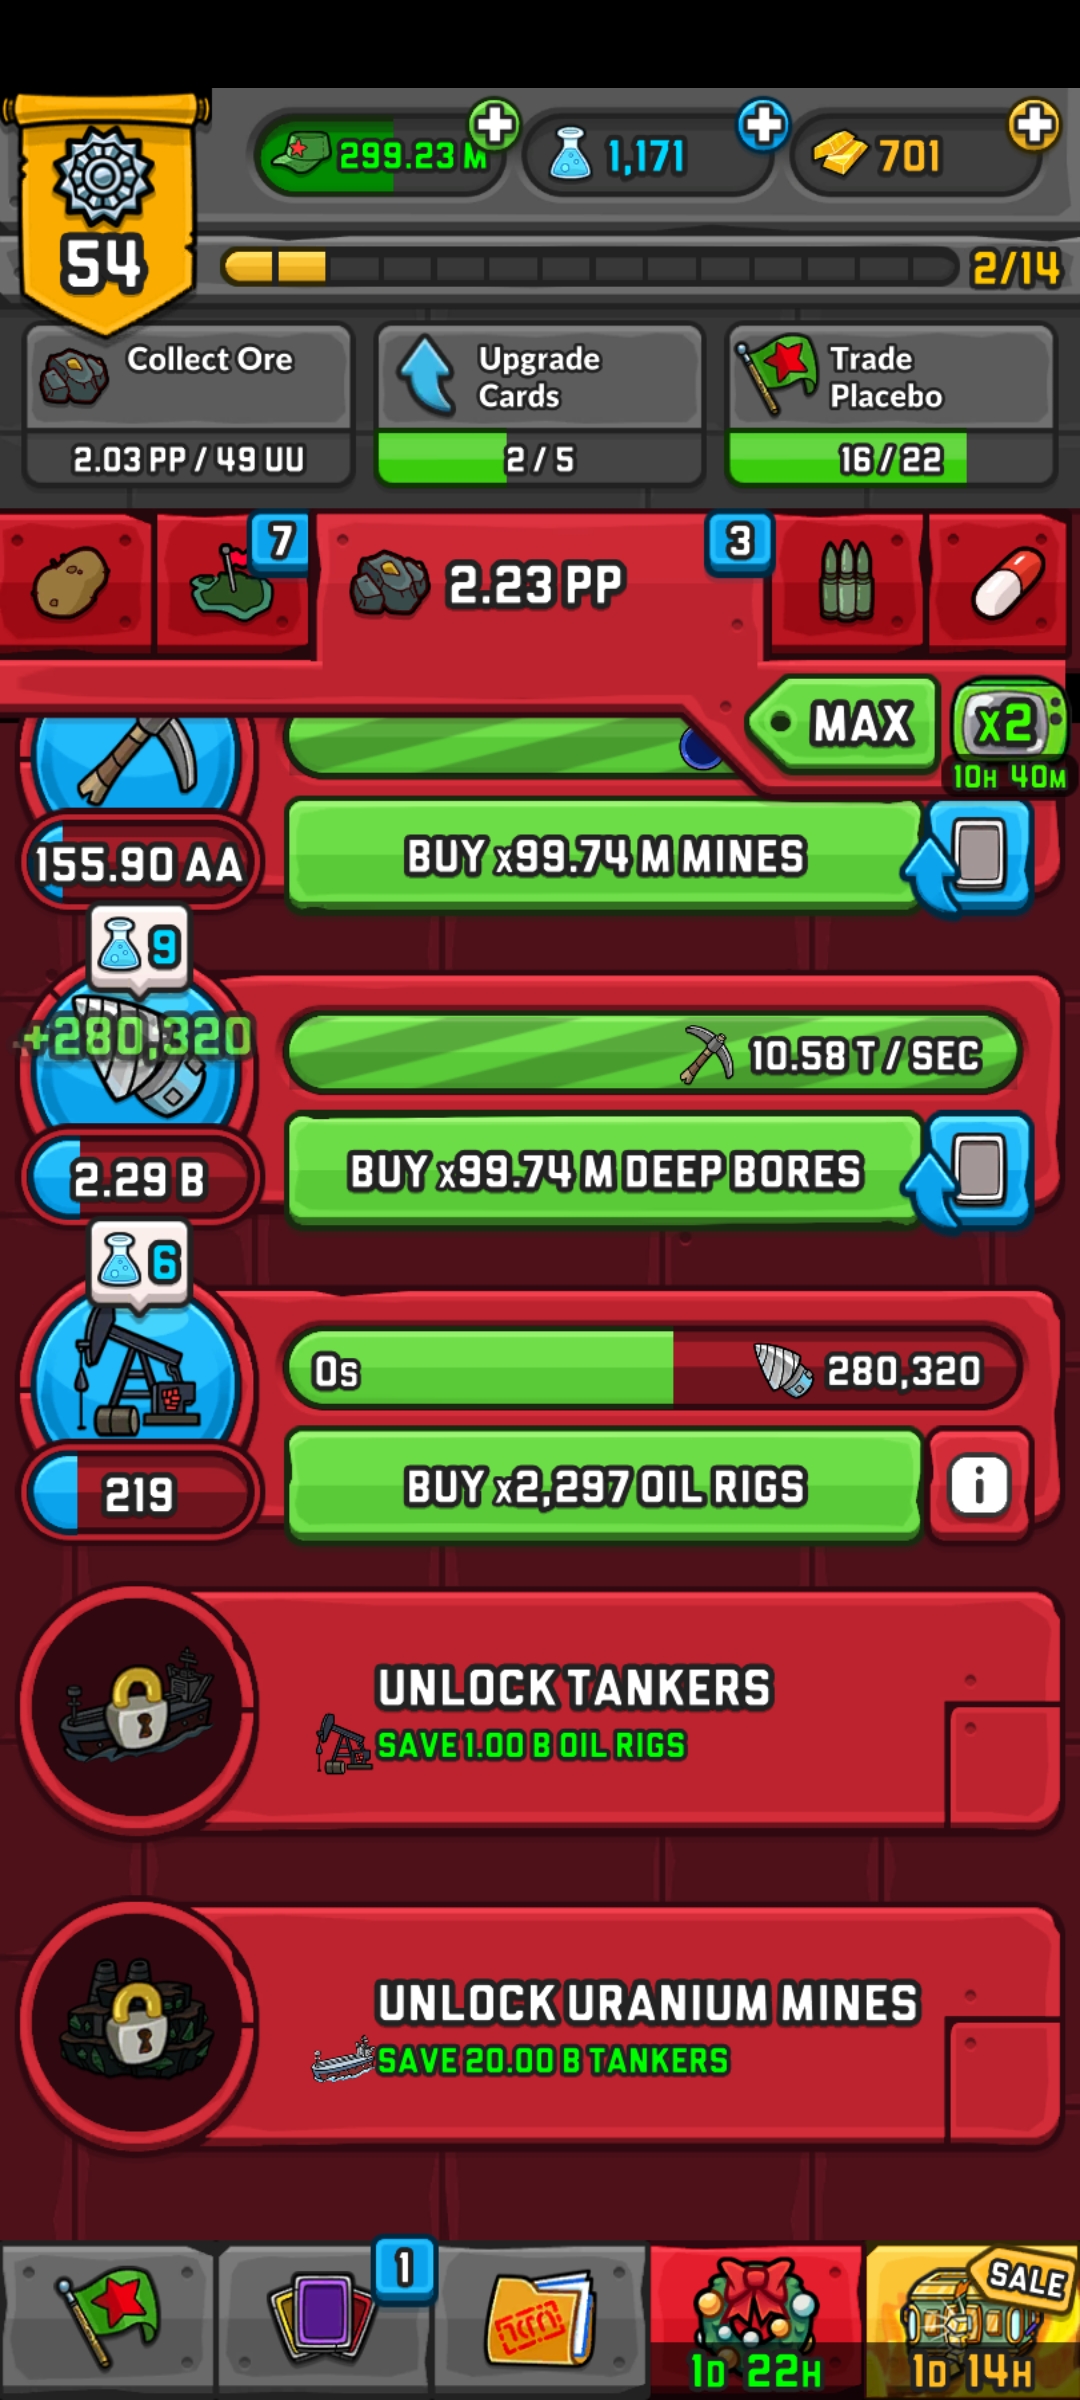 299.23 M
1,171
701
54
2/14
Collect Ore
2.03 PP / 49 UU
Upgrade
Cards
2 / 5
Trade
Placebo
16 / 22
7
2.23 PP
3
MAX
x2
10H 40M
155.90 AA
BUY x99.74 M MINES
9
+280,320
10.58 T / SEC
2.29 B
BUY x99.74 M DEEP BORES
6
0s
280,320
219
BUY x2,297 OIL RIGS
i
UNLOCK TANKERS
SAVE 1.00 B OIL RIGS
UNLOCK URANIUM MINES
SAVE 20.00 B TANKERS
1
1D 22H
SALE
1D 14H